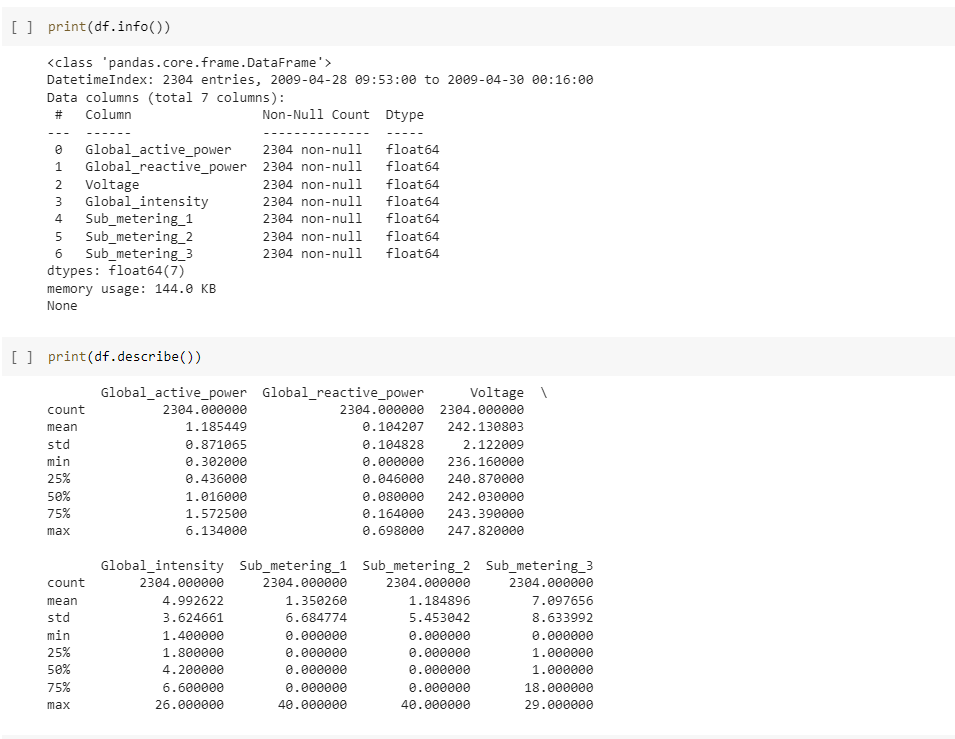 [ ] print(df.info())
<class 'pandas.core.frame.DataFrame'>
DatetimeIndex: 2304 entries, 2009-04-28 09:53:00 to 2009-04-30 00:16:00
Data columns (total 7 columns):
 #   Column                 Non-Null Count  Dtype
---  ------                 --------------  -----
 0   Global_active_power    2304 non-null   float64
 1   Global_reactive_power  2304 non-null   float64
 2   Voltage                2304 non-null   float64
 3   Global_intensity       2304 non-null   float64
 4   Sub_metering_1         2304 non-null   float64
 5   Sub_metering_2         2304 non-null   float64
 6   Sub_metering_3         2304 non-null   float64
dtypes: float64(7)
memory usage: 144.0 KB
None
[ ] print(df.describe())
       Global_active_power  Global_reactive_power      Voltage  \
count          2304.000000            2304.000000  2304.000000
mean              1.185449               0.104207   242.130803
std               0.871065               0.104828     2.122009
min               0.302000               0.000000   236.160000
25%               0.436000               0.046000   240.870000
50%               1.016000               0.080000   242.030000
75%               1.572500               0.164000   243.390000
max               6.134000               0.698000   247.820000
       Global_intensity  Sub_metering_1  Sub_metering_2  Sub_metering_3
count       2304.000000     2304.000000     2304.000000     2304.000000
mean           4.992622        1.350260        1.184896        7.097656
std            3.624661        6.684774        5.453042        8.633992
min            1.400000        0.000000        0.000000        0.000000
25%            1.800000        0.000000        0.000000        1.000000
50%            4.200000        0.000000        0.000000        1.000000
75%            6.600000        0.000000        0.000000       18.000000
max           26.000000       40.000000       40.000000       29.000000